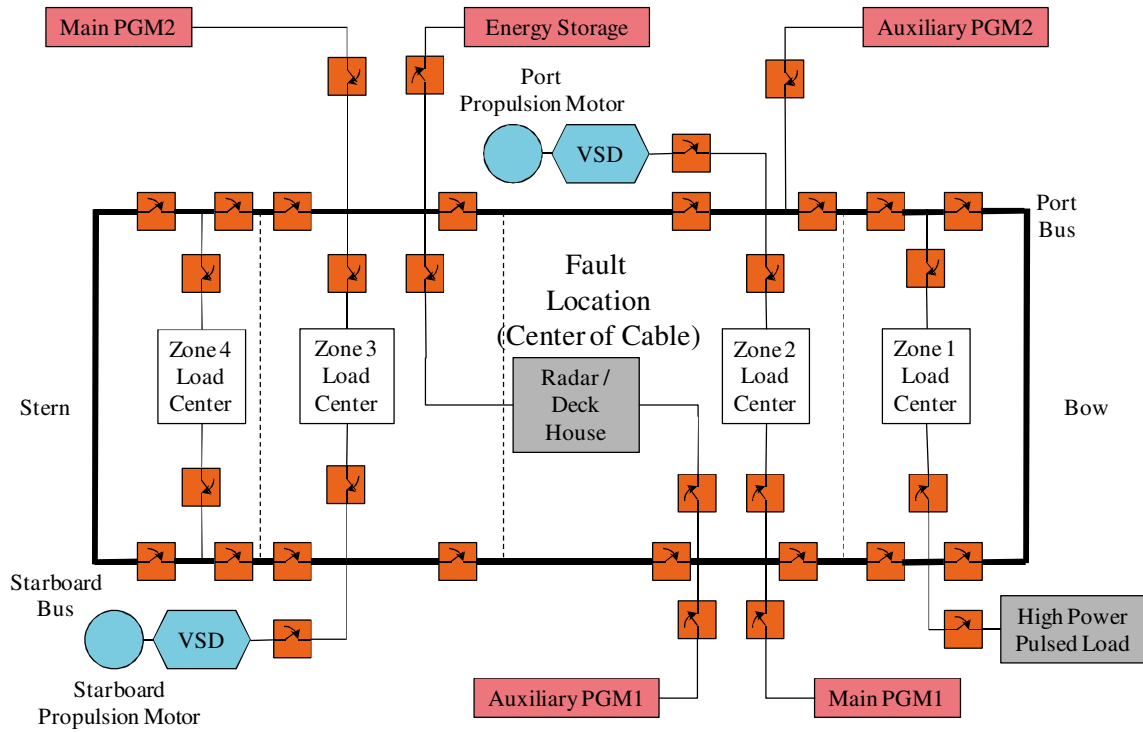 Main PGM2
Energy Storage
Auxiliary PGM2
Port
Propulsion Motor
VSD
Port
Bus
Fault
Location
(Center of Cable)
Zone 4
Load
Center
Zone 3
Load
Center
Zone 2
Load
Center
Zone 1
Load
Center
Radar /
Deck
House
Stern
Bow
Starboard
Bus
VSD
High Power
Pulsed Load
Starboard
Propulsion Motor
Auxiliary PGM1
Main PGM1